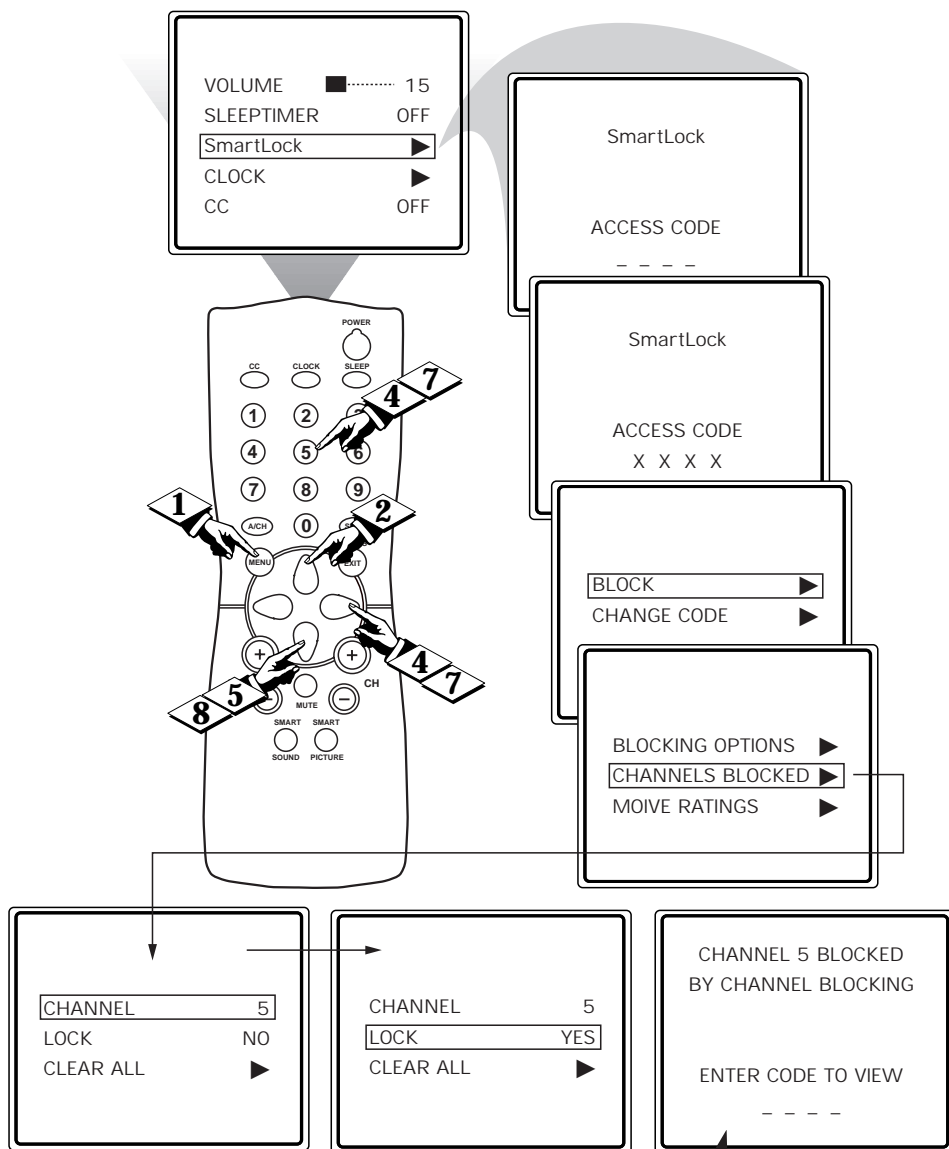 VOLUME 15
SLEEPTIMER OFF
SmartLock ▶
CLOCK ▶
CC OFF
SmartLock
ACCESS CODE
_ _ _ _
SmartLock
ACCESS CODE
X X X X
BLOCK ▶
CHANGE CODE ▶
BLOCKING OPTIONS ▶
CHANNELS BLOCKED ▶
MOIVE RATINGS ▶
POWER
CC CLOCK SLEEP
1 2
4 5 6
7 8 9
A/CH 0
MENU EXIT
+ +
MUTE − CH
SMART SMART
SOUND PICTURE
4 7
1
2
4 7
8 5
CHANNEL 5
LOCK NO
CLEAR ALL ▶
CHANNEL 5
LOCK YES
CLEAR ALL ▶
CHANNEL 5 BLOCKED
BY CHANNEL BLOCKING
ENTER CODE TO VIEW
_ _ _ _